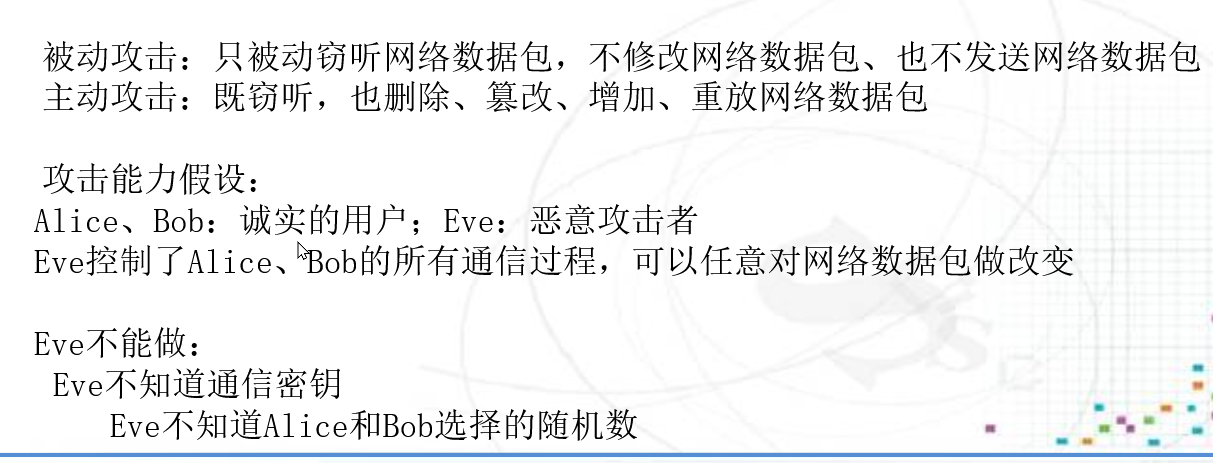 被动攻击：只被动窃听网络数据包，不修改网络数据包、也不发送网络数据包
主动攻击：既窃听，也删除、篡改、增加、重放网络数据包
攻击能力假设：
Alice、Bob：诚实的用户；Eve：恶意攻击者
Eve控制了Alice、Bob的所有通信过程，可以任意对网络数据包做改变
Eve不能做：
Eve不知道通信密钥
Eve不知道Alice和Bob选择的随机数